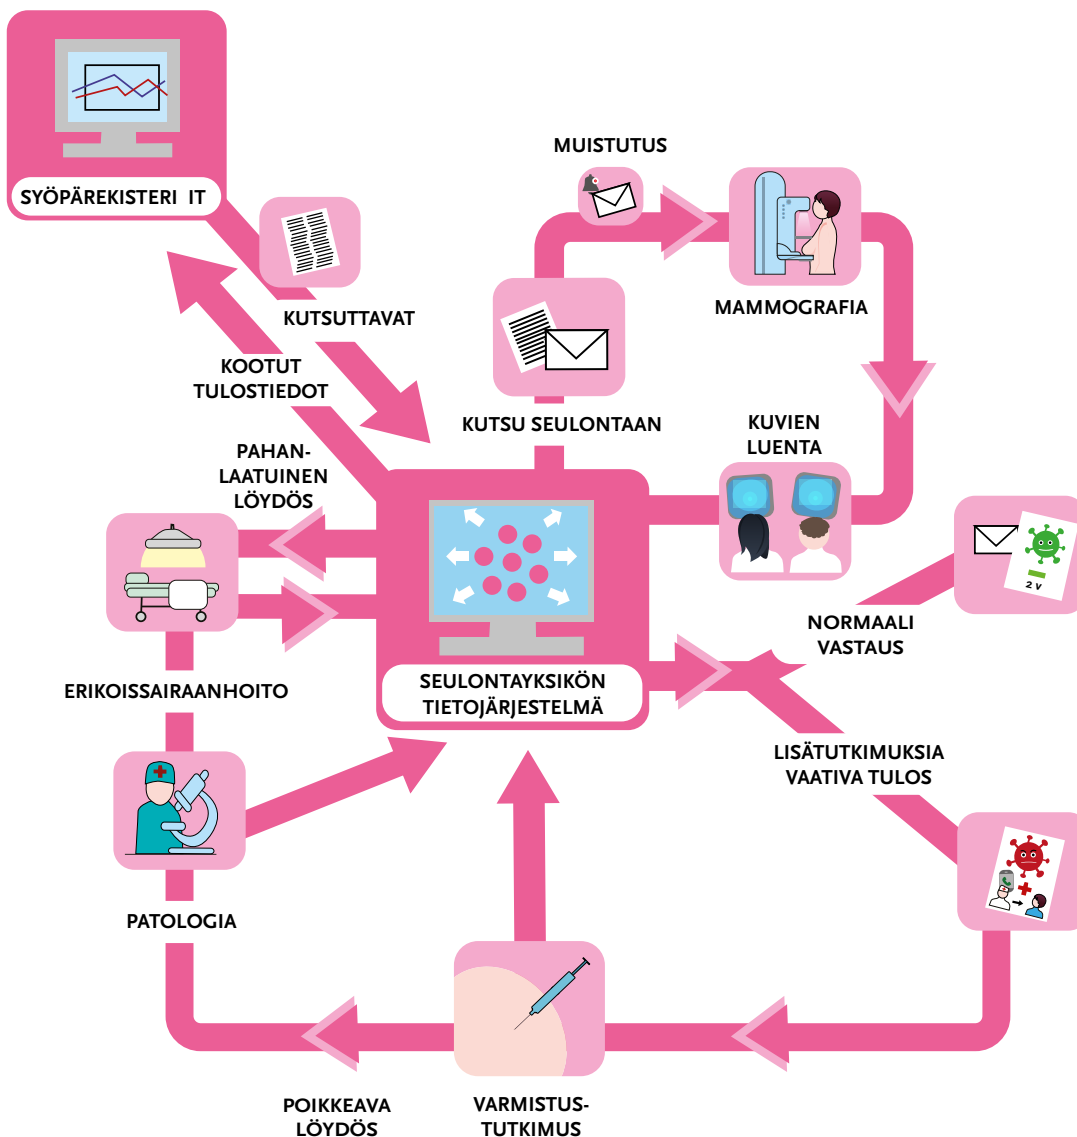 SYÖPÄREKISTERI IT
MUISTUTUS
MAMMOGRAFIA
KUTSUTTAVAT
KOOTUT
TULOSTIEDOT
KUTSU SEULONTAAN
KUVIEN
LUENTA
PAHAN-
LAATUINEN
LÖYDÖS
2 V
NORMAALI
VASTAUS
ERIKOISSAIRAANHOITO
SEULONTAYKSIKÖN
TIETOJÄRJESTELMÄ
LISÄTUTKIMUKSIA
VAATIVA TULOS
PATOLOGIA
POIKKEAVA
LÖYDÖS
VARMISTUS-
TUTKIMUS